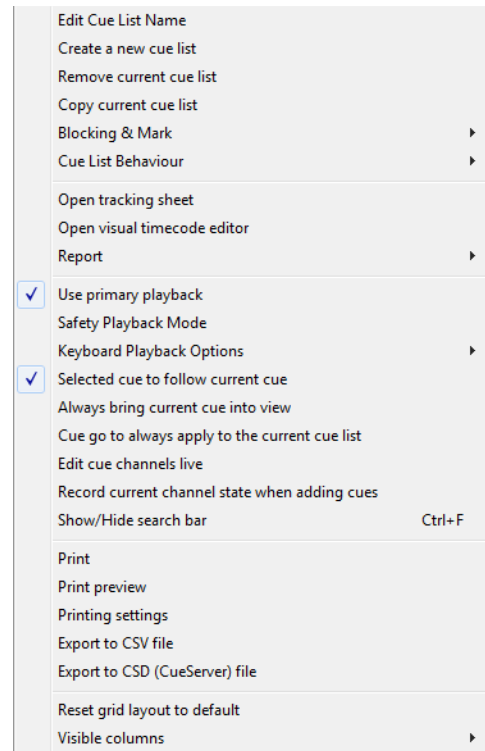 Edit Cue List Name
Create a new cue list
Remove current cue list
Copy current cue list
Blocking & Mark
Cue List Behaviour
Open tracking sheet
Open visual timecode editor
Report
Use primary playback
Safety Playback Mode
Keyboard Playback Options
Selected cue to follow current cue
Always bring current cue into view
Cue go to always apply to the current cue list
Edit cue channels live
Record current channel state when adding cues
Show/Hide search bar Ctrl+F
Print
Print preview
Printing settings
Export to CSV file
Export to CSD (CueServer) file
Reset grid layout to default
Visible columns